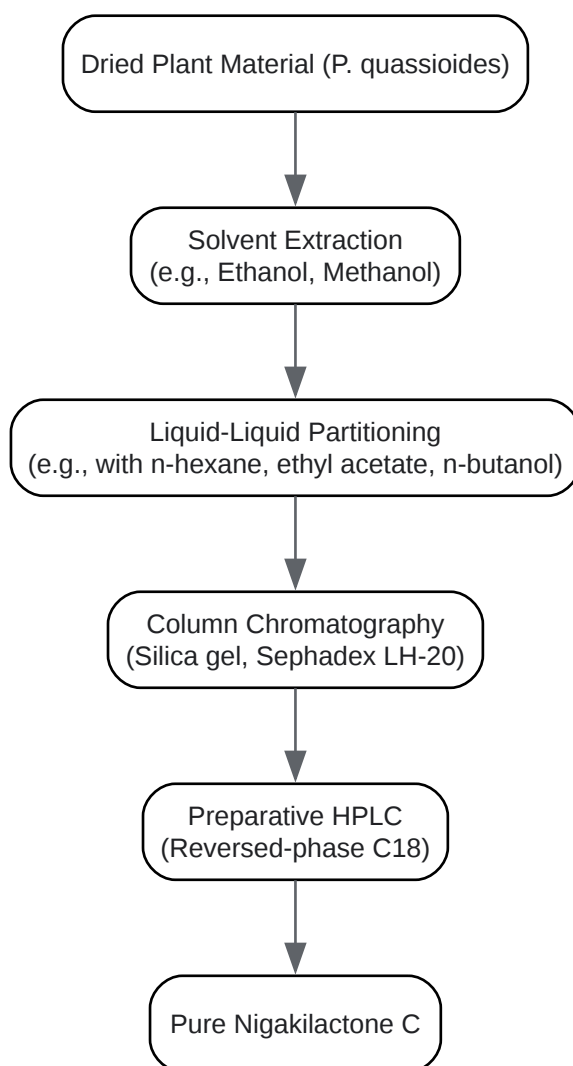 Dried Plant Material (P. quassioides)
Solvent Extraction
(e.g., Ethanol, Methanol)
Liquid-Liquid Partitioning
(e.g., with n-hexane, ethyl acetate, n-butanol)
Column Chromatography
(Silica gel, Sephadex LH-20)
Preparative HPLC
(Reversed-phase C18)
Pure Nigakilactone C